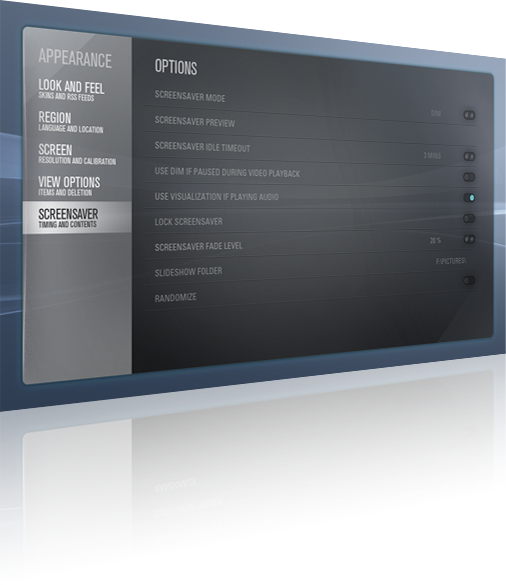 APPEARANCE
LOOK AND FEEL
SKINS AND RSS FEEDS
REGION
LANGUAGE AND LOCATION
SCREEN
RESOLUTION AND CALIBRATION
VIEW OPTIONS
ITEMS AND DELETION
SCREENSAVER
TIMING AND CONTENTS
OPTIONS
SCREENSAVER MODE
DIM
SCREENSAVER PREVIEW
SCREENSAVER IDLE TIMEOUT
3 MINS
USE DIM IF PAUSED DURING VIDEO PLAYBACK
USE VISUALIZATION IF PLAYING AUDIO
LOCK SCREENSAVER
SCREENSAVER FADE LEVEL
20 %
SLIDESHOW FOLDER
F:\PICTURES\
RANDOMIZE